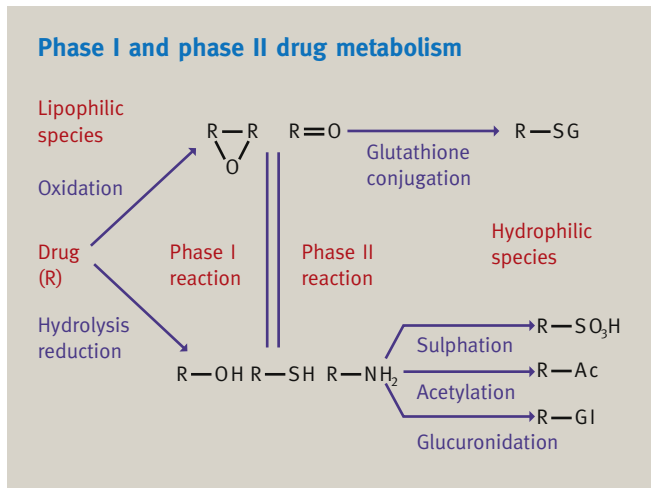 Phase I and phase II drug metabolism
Lipophilic
species
R—R
O
R=O
R—SG
Glutathione
conjugation
Oxidation
Hydrophilic
species
Drug
(R)
Phase I
reaction
Phase II
reaction
Hydrolysis
reduction
R—SO₃H
Sulphation
R—OH R—SH R—NH₂
R—Ac
Acetylation
R—Gl
Glucuronidation